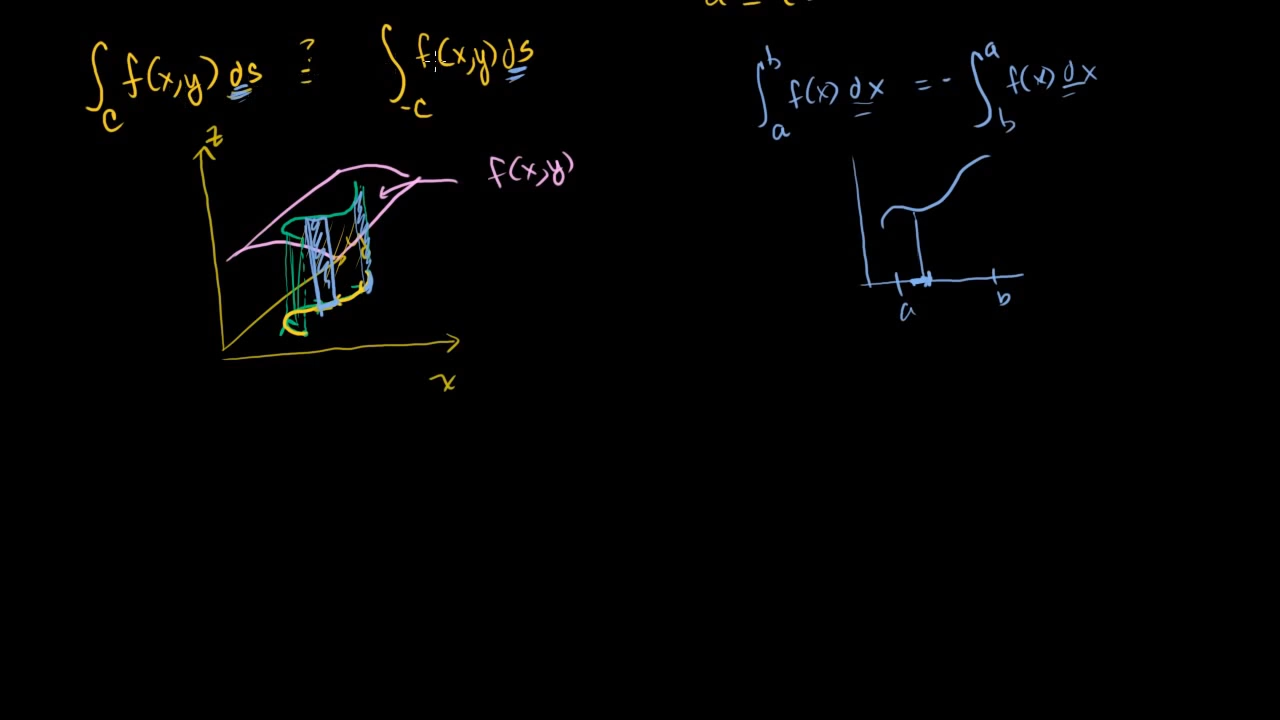 ∫_C f(x,y) ds ≟ ∫_-C f(x,y) ds
∫_a^b f(x) dx = - ∫_b^a f(x) dx
z
f(x,y)
y
x
a
b